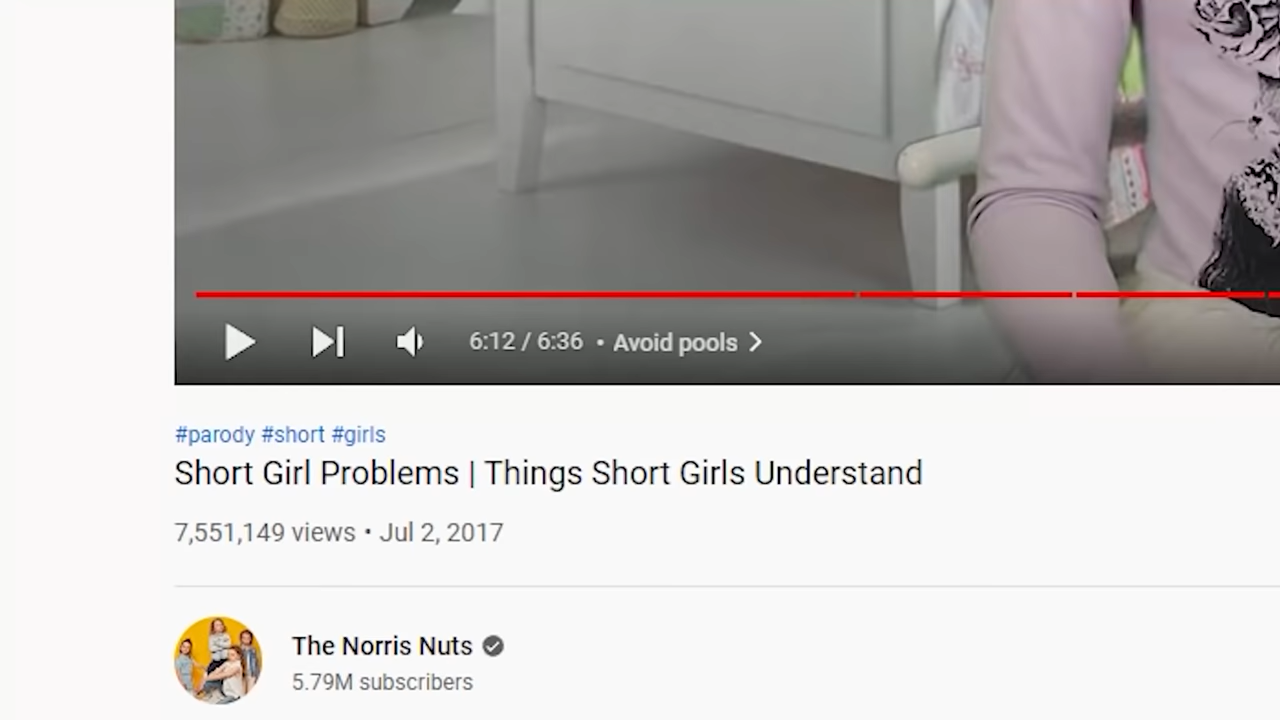 6:12 / 6:36 • Avoid pools
#parody #short #girls
Short Girl Problems | Things Short Girls Understand
7,551,149 views • Jul 2, 2017
The Norris Nuts
5.79M subscribers